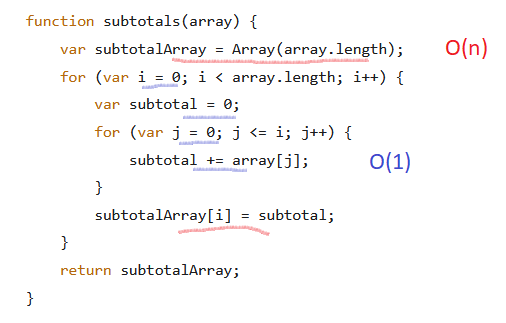 function subtotals(array) {
    var subtotalArray = Array(array.length); O(n)
    for (var i = 0; i < array.length; i++) {
        var subtotal = 0;
        for (var j = 0; j <= i; j++) {
            subtotal += array[j]; O(1)
        }
        subtotalArray[i] = subtotal;
    }
    return subtotalArray;
}